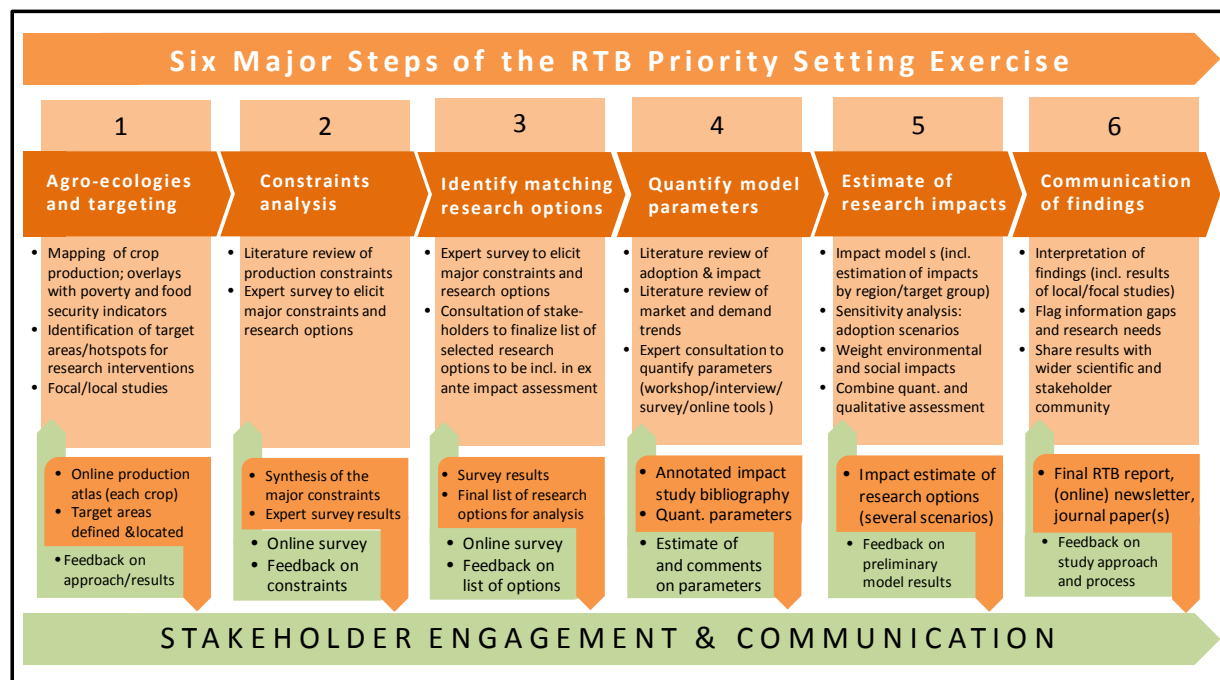 Six Major Steps of the RTB Priority Setting Exercise
1
Agro-ecologies
and targeting
• Mapping of crop
production; overlays
with poverty and food
security indicators
• Identification of target
areas/hotspots for
research interventions
• Focal/local studies
• Online production
atlas (each crop)
• Target areas
defined &located
• Feedback on
approach/results
2
Constraints
analysis
• Literature review of
production constraints
• Expert survey to elicit
major constraints and
research options
• Synthesis of the
major constraints
• Expert survey results
• Online survey
• Feedback on
constraints
3
Identify matching
research options
• Expert survey to elicit
major constraints and
research options
• Consultation of stake-
holders to finalize list of
selected research
options to be incl. in ex
ante impact assessment
• Survey results
• Final list of research
options for analysis
• Online survey
• Feedback on
list of options
4
Quantify model
parameters
• Literature review of
adoption & impact
• Literature review of
market and demand
trends
• Expert consultation to
quantify parameters
(workshop/interview/
survey/online tools )
• Annotated impact
study bibliography
• Quant. parameters
• Estimate of
and comments
on parameters
5
Estimate of
research impacts
• Impact model s (incl.
estimation of impacts
by region/target group)
• Sensitivity analysis:
adoption scenarios
• Weight environmental
and social impacts
• Combine quant. and
qualitative assessment
• Impact estimate of
research options
(several scenarios)
• Feedback on
preliminary
model results
6
Communication
of findings
• Interpretation of
findings (incl. results
of local/focal studies)
• Flag information gaps
and research needs
• Share results with
wider scientific and
stakeholder
community
• Final RTB report,
(online) newsletter,
journal paper(s)
• Feedback on
study approach
and process
STAKEHOLDER ENGAGEMENT & COMMUNICATION